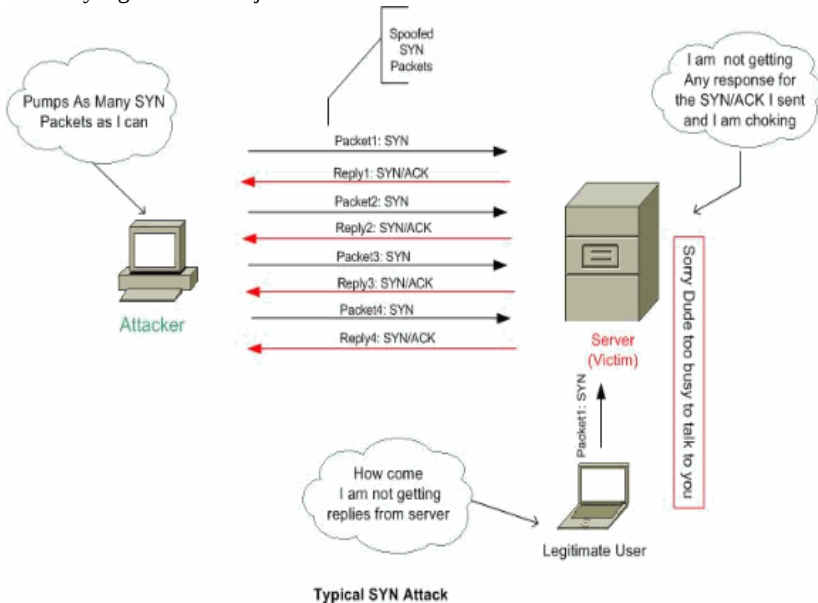 Spoofed
SYN
Packets
Pumps As Many SYN
Packets as I can
I am not getting
Any response for
the SYN/ACK I sent
and I am choking
Packet1: SYN
Reply1: SYN/ACK
Packet2: SYN
Reply2: SYN/ACK
Packet3: SYN
Reply3: SYN/ACK
Packet4: SYN
Reply4: SYN/ACK
Attacker
Server
(Victim)
Sorry Dude too busy to talk to you
Packet1: SYN
How come
I am not getting
replies from server
Legitimate User
Typical SYN Attack